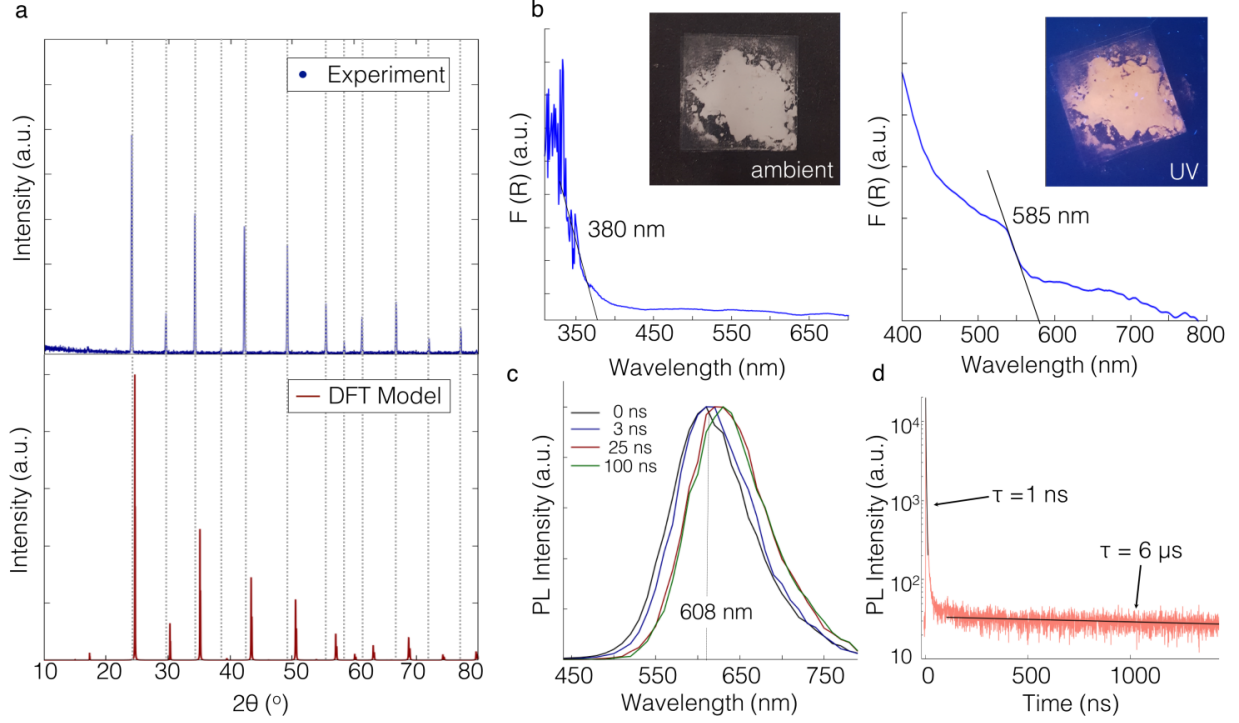 a
Intensity (a.u.)
Experiment
Intensity (a.u.)
DFT Model
10 20 30 40 50 60 70 80
2θ (°)
b
F (R) (a.u.)
ambient
380 nm
350 450 550 650
Wavelength (nm)
F (R) (a.u.)
UV
585 nm
400 500 600 700 800
Wavelength (nm)
c
PL Intensity (a.u.)
0 ns
3 ns
25 ns
100 ns
608 nm
450 550 650 750
Wavelength (nm)
d
PL Intensity (a.u.)
10⁴
10³
10²
10
τ = 1 ns
τ = 6 μs
0 500 1000
Time (ns)